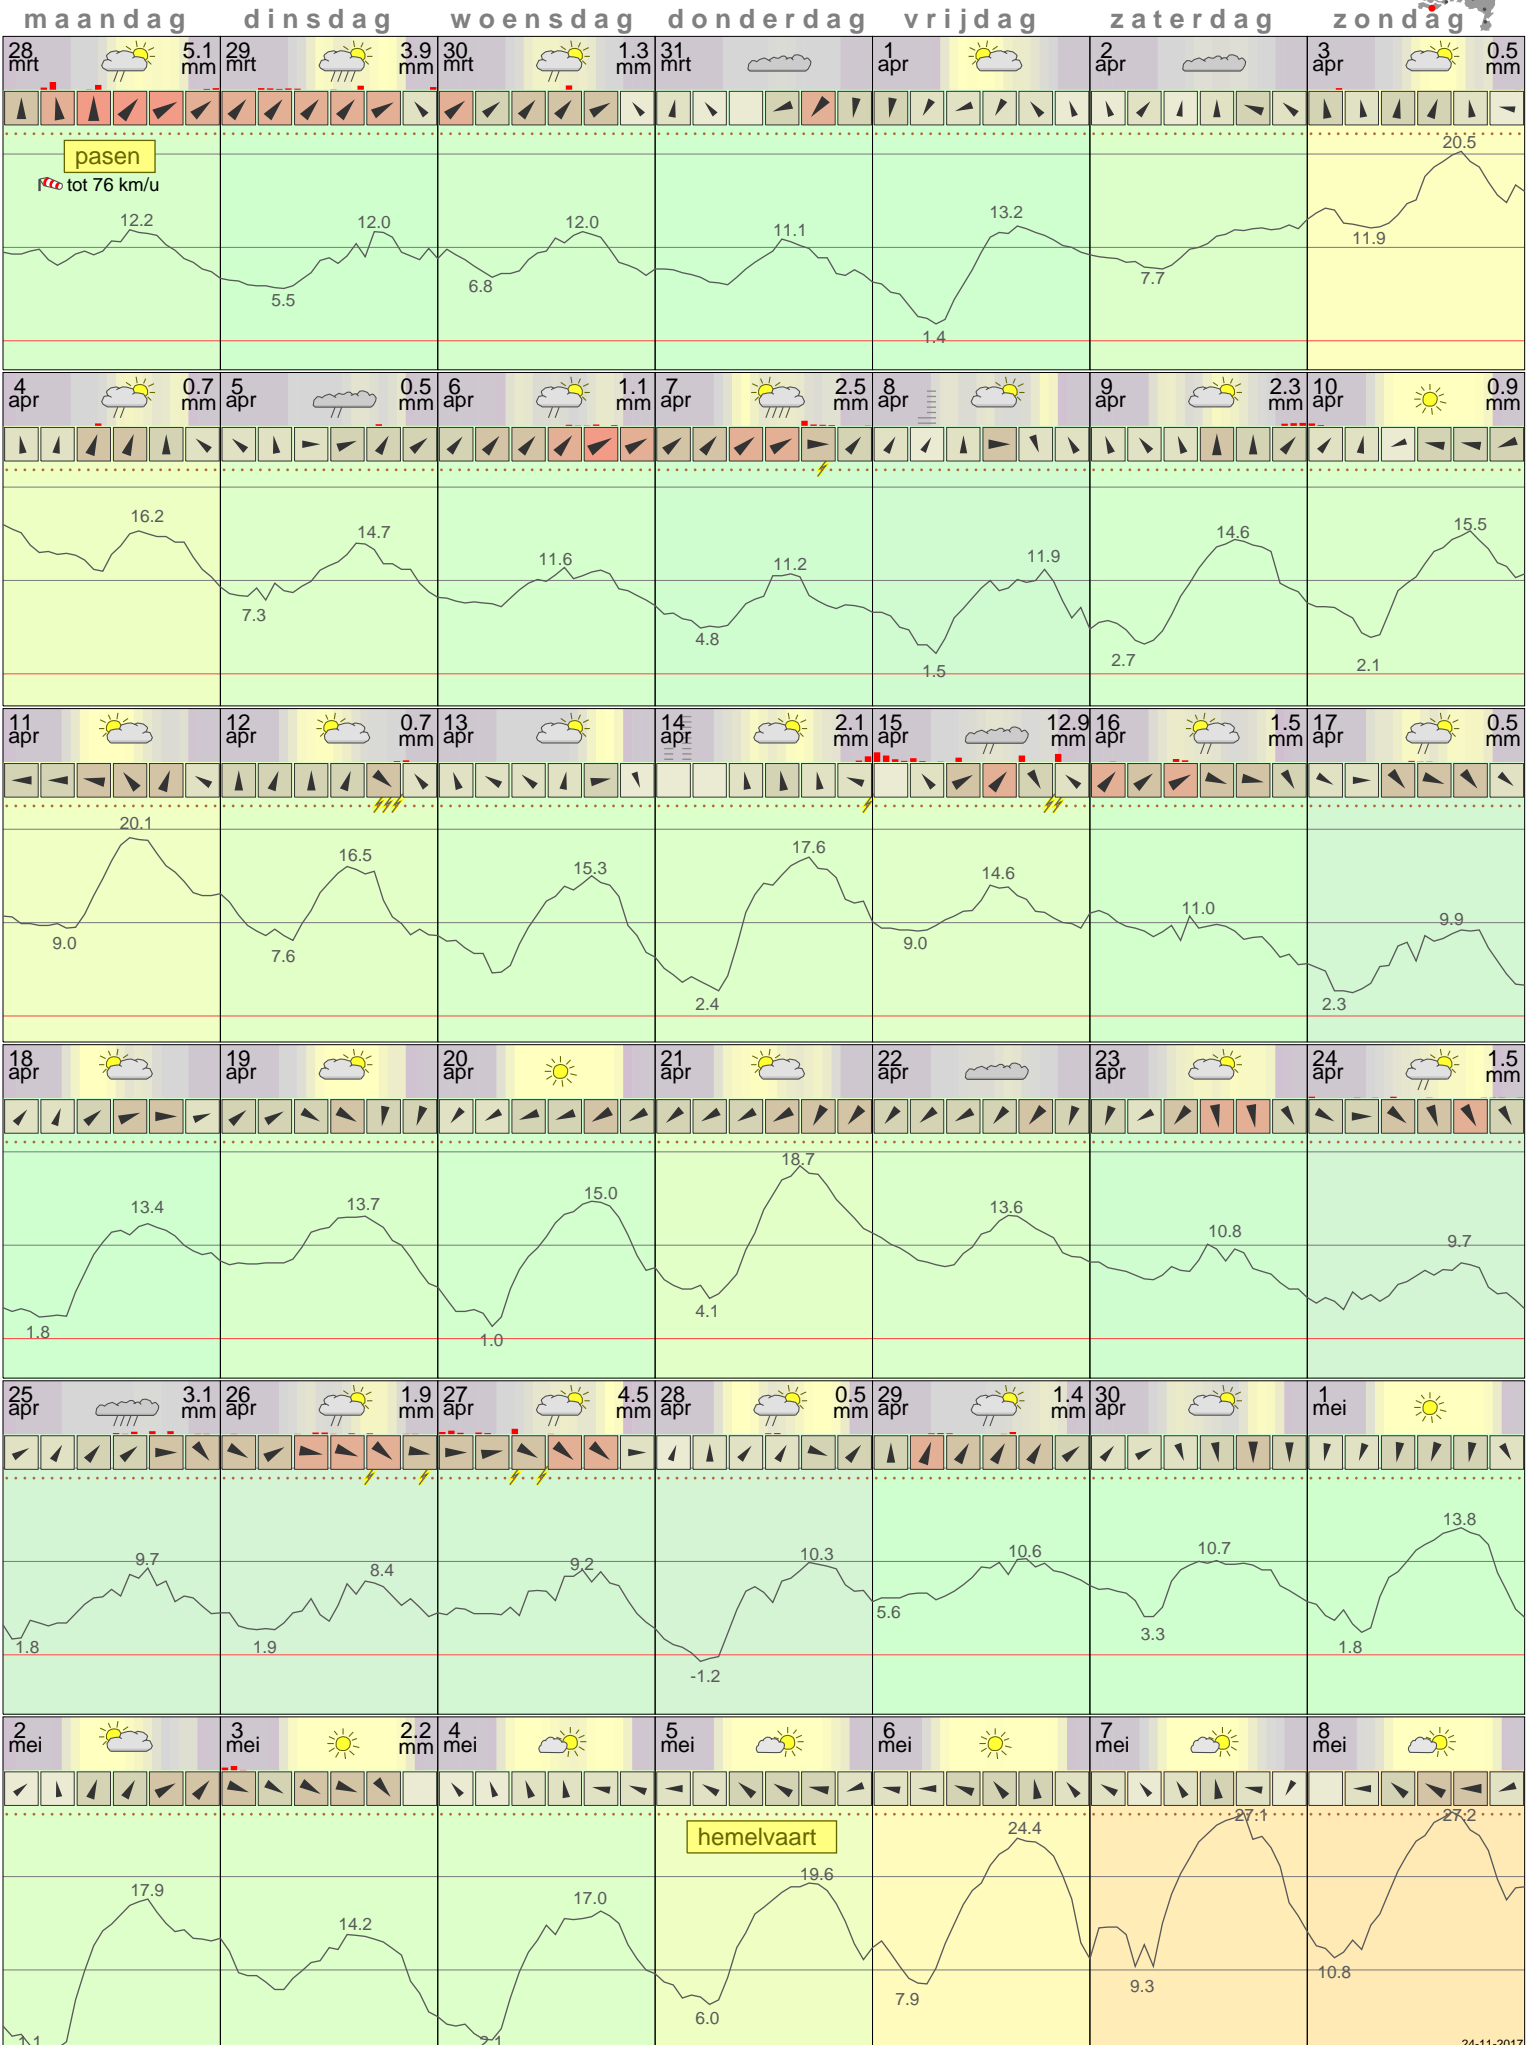 maandag dinsdag woensdag donderdag vrijdag zaterdag zondag
28 mrt 5.1 mm 29 mrt 3.9 mm 30 mrt 1.3 mm 31 mrt 1 apr 2 apr 3 apr 0.5 mm
pasen
tot 76 km/u
12.2 5.5 12.0 6.8 12.0 11.1 1.4 13.2 7.7 11.9 20.5
4 apr 0.7 mm 5 apr 0.5 mm 6 apr 1.1 mm 7 apr 2.5 mm 8 apr 9 apr 2.3 mm 10 apr 0.9 mm
16.2 7.3 14.7 11.6 4.8 11.2 1.5 11.9 2.7 14.6 2.1 15.5
11 apr 12 apr 0.7 mm 13 apr 14 apr 2.1 mm 15 apr 12.9 mm 16 apr 1.5 mm 17 apr 0.5 mm
9.0 20.1 7.6 16.5 15.3 2.4 17.6 9.0 14.6 11.0 2.3 9.9
18 apr 19 apr 20 apr 21 apr 22 apr 23 apr 24 apr 1.5 mm
1.8 13.4 13.7 1.0 15.0 4.1 18.7 13.6 10.8 9.7
25 apr 3.1 mm 26 apr 1.9 mm 27 apr 4.5 mm 28 apr 0.5 mm 29 apr 1.4 mm 30 apr 1 mei
1.8 9.7 1.9 8.4 9.2 -1.2 10.3 5.6 10.6 3.3 10.7 1.8 13.8
2 mei 3 mei 2.2 mm 4 mei 5 mei 6 mei 7 mei 8 mei
hemelvaart
17.9 14.2 17.0 6.0 19.6 7.9 24.4 9.3 27.1 10.8 27.2
24-11-2017